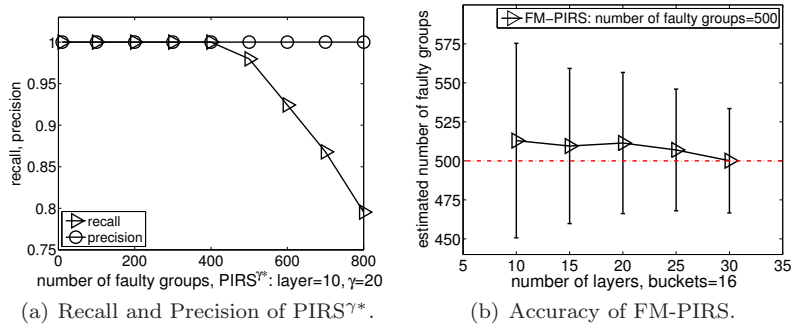 1
0.95
0.9
0.85
0.8
0.75
recall, precision
recall
precision
0 200 400 600 800
number of faulty groups, PIRS^γ*: layer=10, γ=20
(a) Recall and Precision of PIRS^γ*.
600
575
550
525
500
475
450
estimated number of faulty groups
FM−PIRS: number of faulty groups=500
5 10 15 20 25 30 35
number of layers, buckets=16
(b) Accuracy of FM-PIRS.